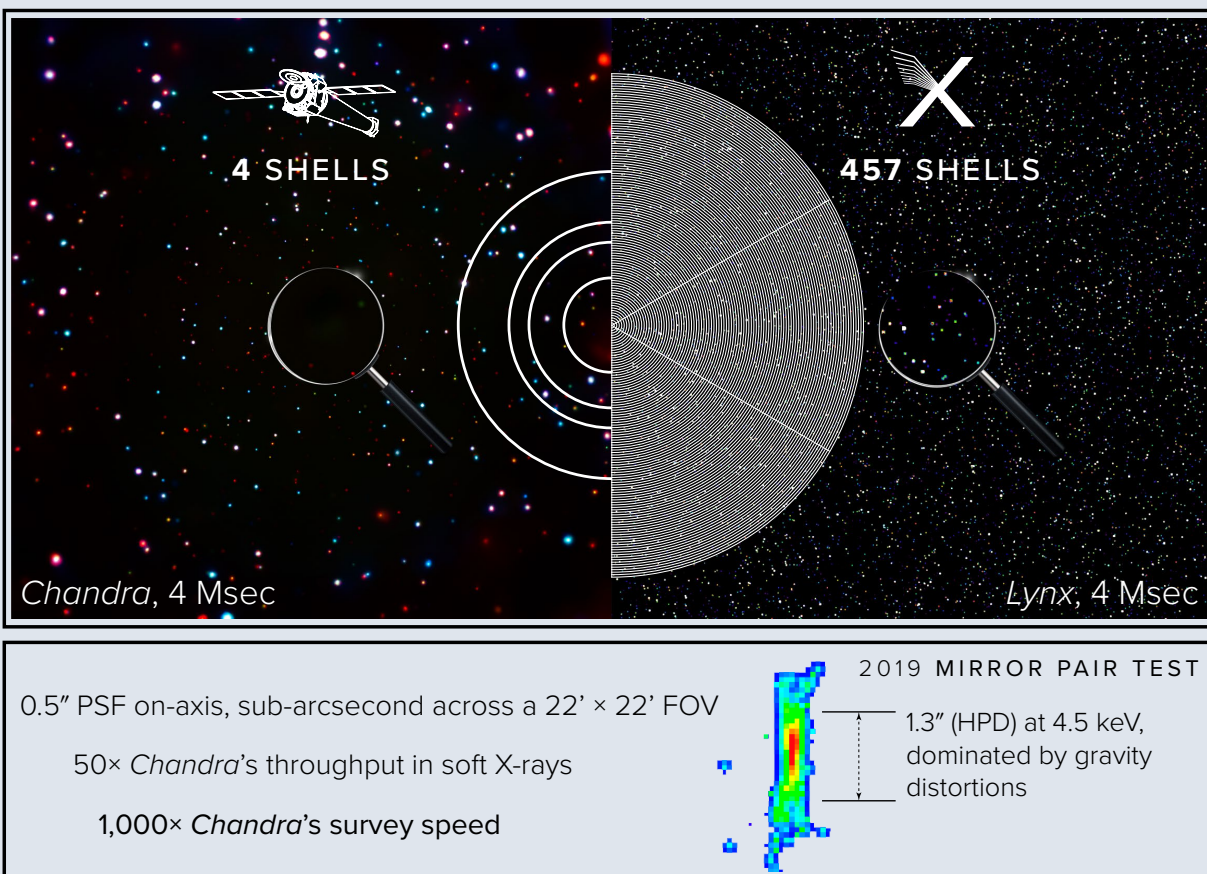 4 SHELLS
457 SHELLS
Chandra, 4 Msec
Lynx, 4 Msec
0.5″ PSF on-axis, sub-arcsecond across a 22' × 22' FOV
50× Chandra's throughput in soft X-rays
1,000× Chandra's survey speed
2019 MIRROR PAIR TEST
1.3″ (HPD) at 4.5 keV,
dominated by gravity
distortions